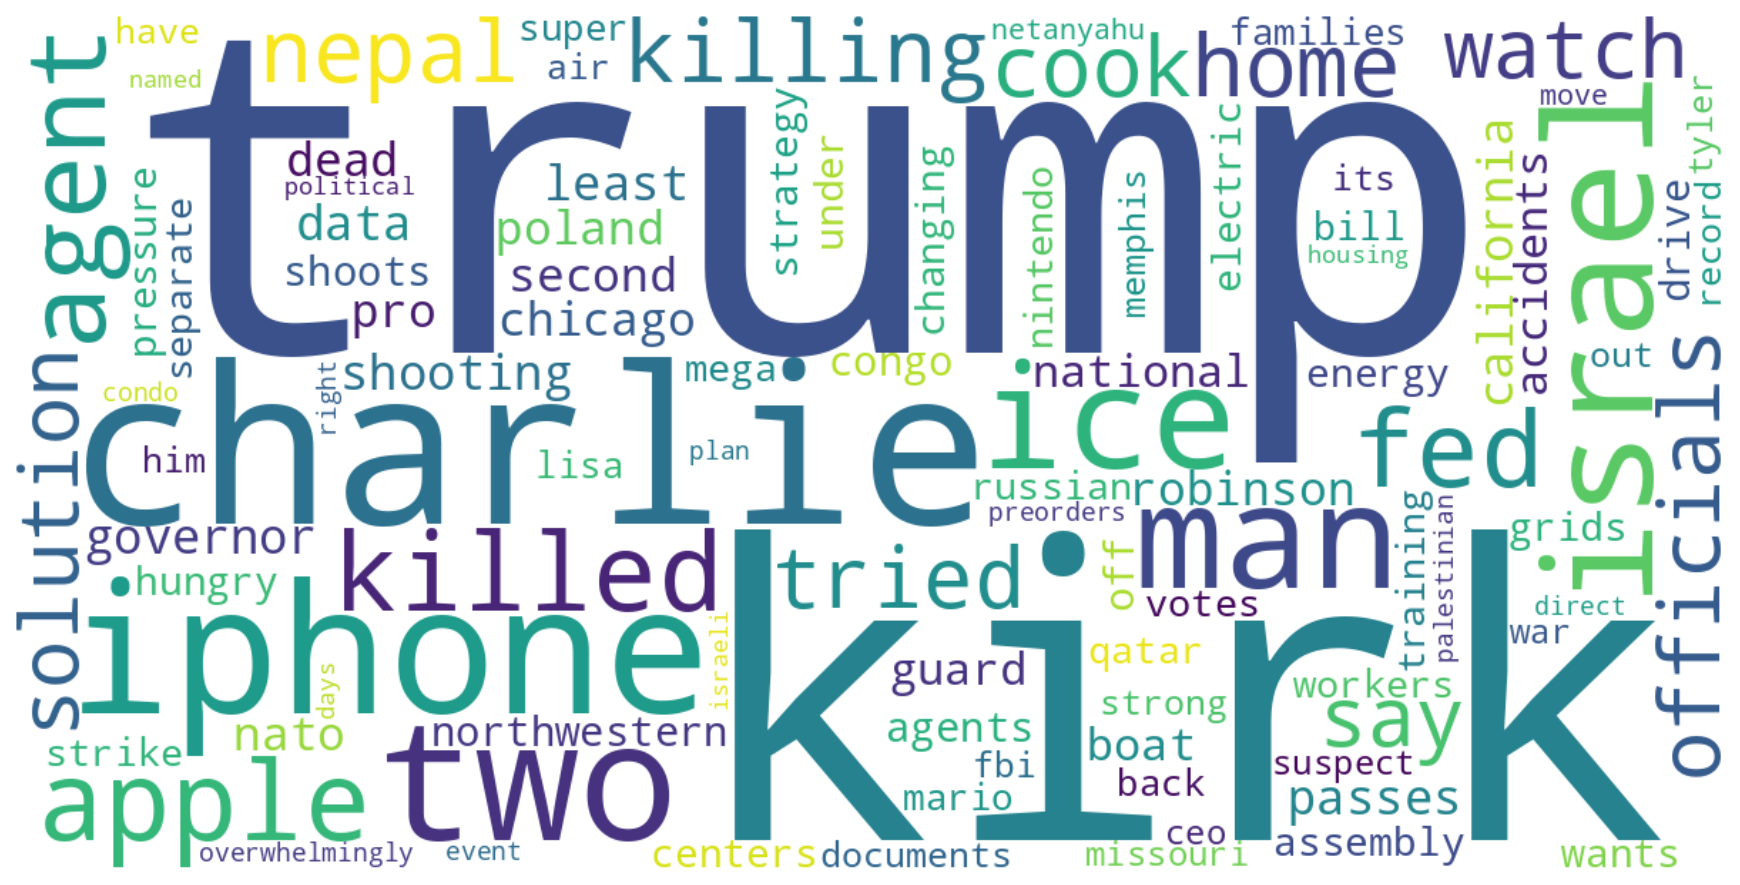 have
named
nepal
super
air
killing
netanyahu
cook
families
home
watch
move
agent
trump
israel
tyler
record
drive
dead
political
data
shoots
pro
least
poland
second
chicago
strategy
under
changing
nintendo
memphis
electric
its
bill
housing
california
accidents
pressure
separate
out
officials
solution
condo
right
shooting
mega
congo
national
energy
charlie
ice
fed
him
lisa
plan
russian
robinson
preorders
governor
hungry
killed
tried
off
man
votes
training
palestinian
grids
direct
war
iphone
israeli
days
kirk
guard
qatar
strong
workers
say
nato
northwestern
agents
boat
strike
two
fbi
back
suspect
apple
mario
passes
ceo
assembly
overwhelmingly
event
centers
documents
missouri
wants